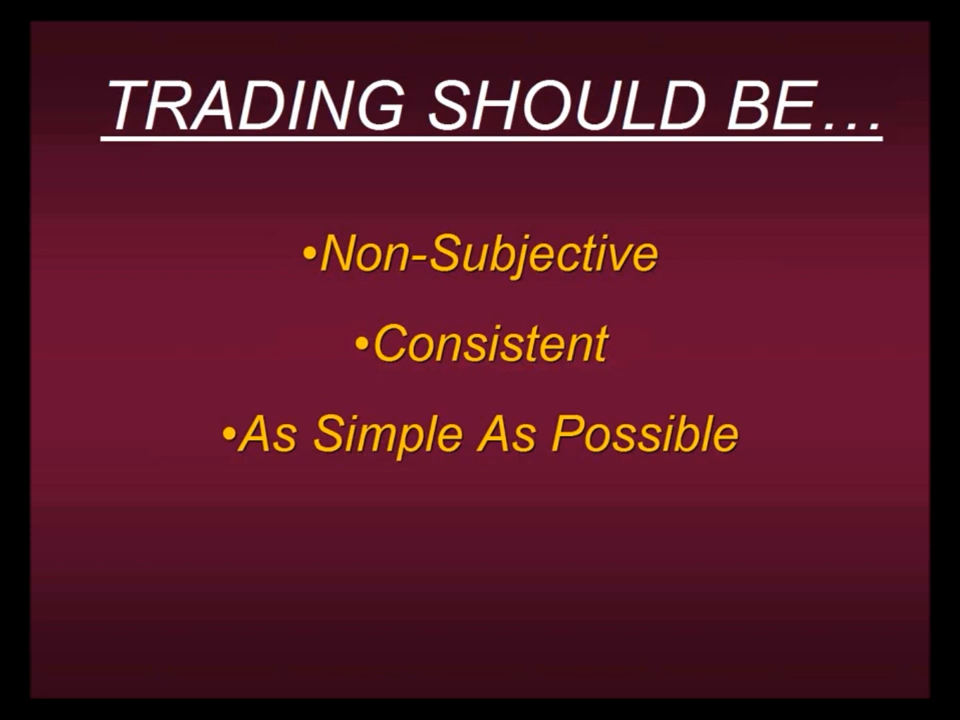 TRADING SHOULD BE…
•Non-Subjective
•Consistent
•As Simple As Possible